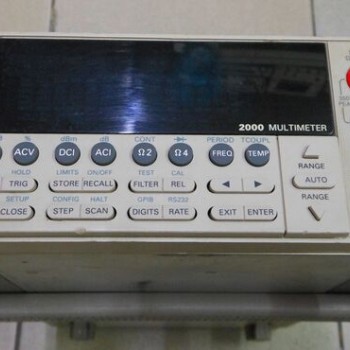 2000 MULTIMETER
% dBm dB CONT PERIOD TCOUPL
ACV DCI ACI Ω2 Ω4 FREQ TEMP
RANGE
HOLD LIMITS ON/OFF TEST CAL
TRIG STORE RECALL FILTER REL
AUTO
RANGE
SETUP CONFIG HALT GPIB RS232
CLOSE STEP SCAN DIGITS RATE EXIT ENTER